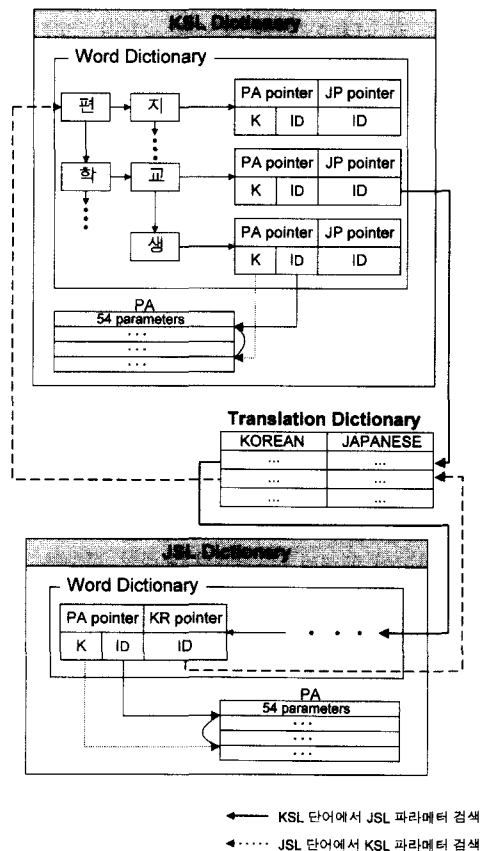 KSL Dictionary
Word Dictionary
편 지 PA pointer JP pointer
K ID ID
학 교 PA pointer JP pointer
K ID ID
생 PA pointer JP pointer
K ID ID
PA
54 parameters
...
...
...
Translation Dictionary
KOREAN JAPANESE
... ...
... ...
... ...
JSL Dictionary
Word Dictionary
PA pointer KR pointer
K ID ID
PA
54 parameters
...
...
...
KSL 단어에서 JSL 파라메터 검색
JSL 단어에서 KSL 파라메터 검색